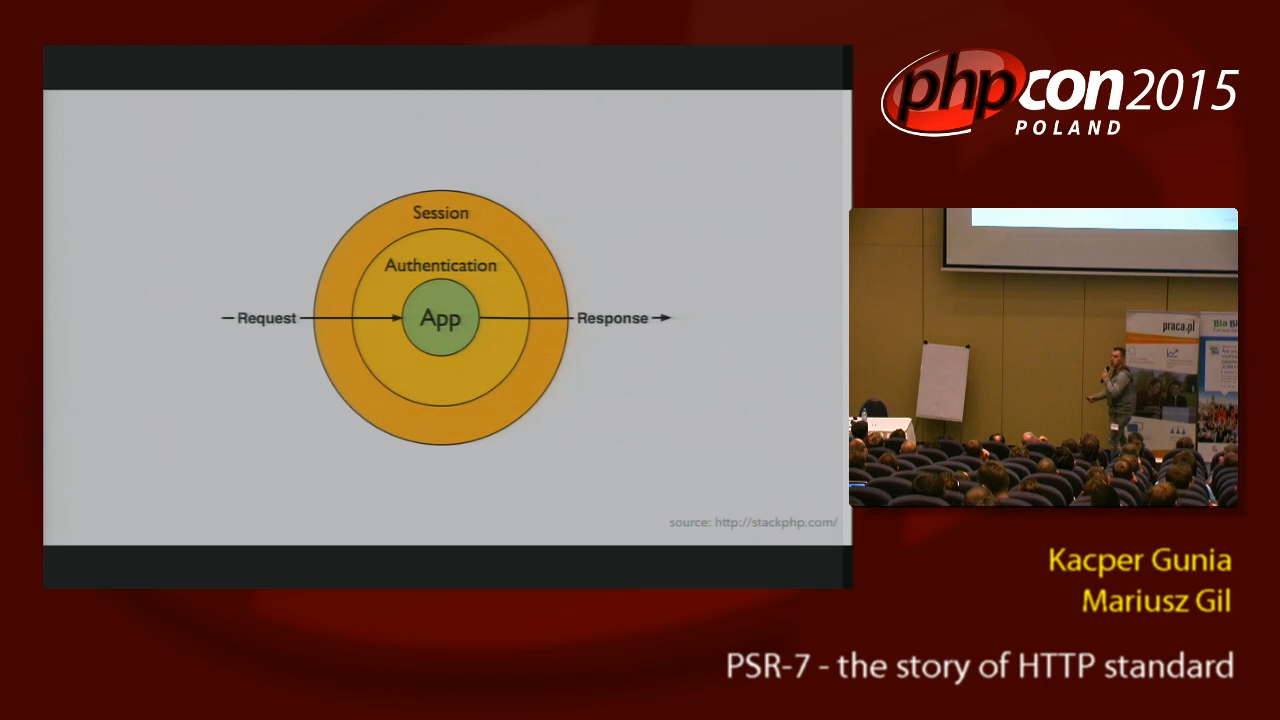 Session
Authentication
App
Request
Response
source: http://stackphp.com/
phpcon2015
POLAND
praca.pl
Kacper Gunia
Mariusz Gil
PSR-7 - the story of HTTP standard